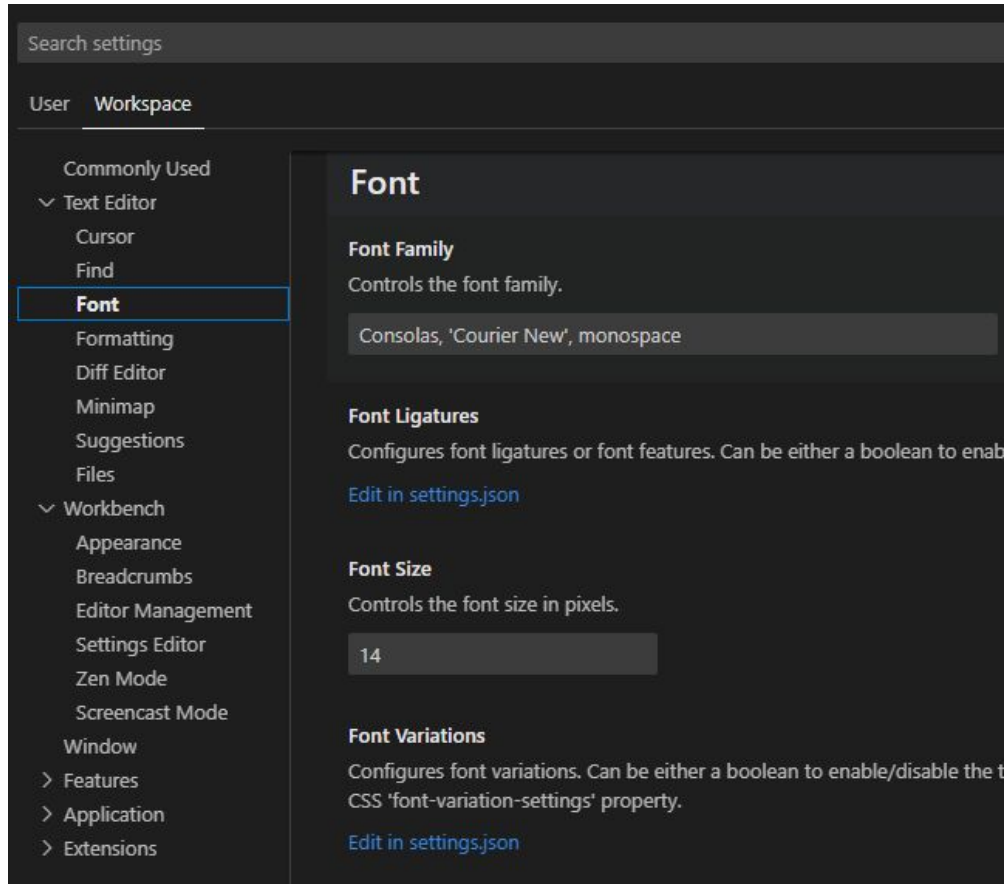 Search settings
User Workspace
Commonly Used
Text Editor
Cursor
Find
Font
Formatting
Diff Editor
Minimap
Suggestions
Files
Workbench
Appearance
Breadcrumbs
Editor Management
Settings Editor
Zen Mode
Screencast Mode
Window
Features
Application
Extensions
Font
Font Family
Controls the font family.
Consolas, 'Courier New', monospace
Font Ligatures
Configures font ligatures or font features. Can be either a boolean to enab
Edit in settings.json
Font Size
Controls the font size in pixels.
14
Font Variations
Configures font variations. Can be either a boolean to enable/disable the t
CSS 'font-variation-settings' property.
Edit in settings.json